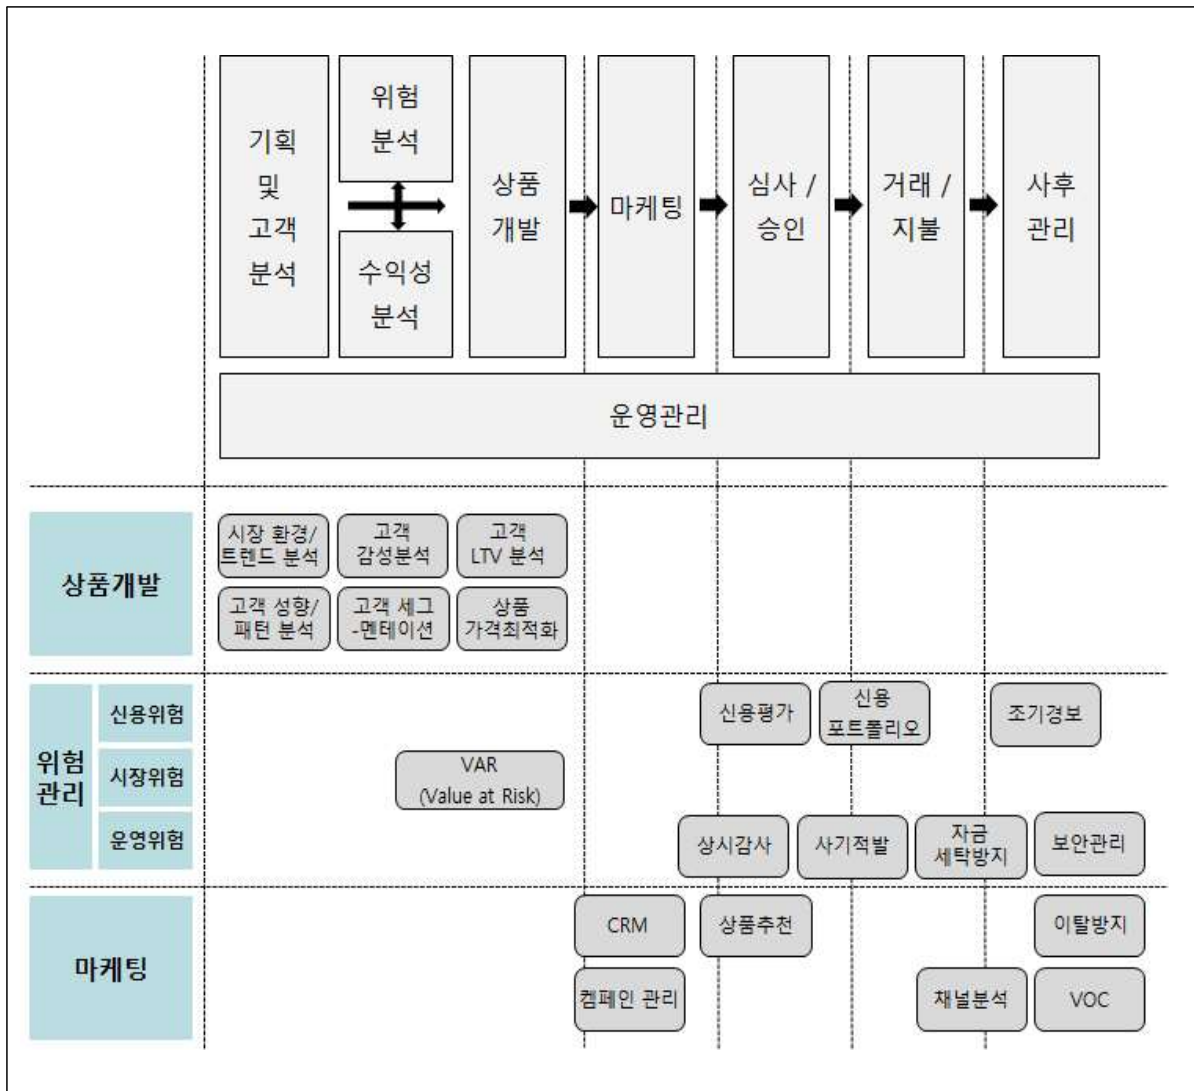 기획
및
고객
분석
위험
분석
수익성
분석
상품
개발
마케팅
심사 /
승인
거래 /
지불
사후
관리
운영관리
상품개발
시장 환경/
트렌드 분석
고객
감성분석
고객
LTV 분석
고객 성향/
패턴 분석
고객 세그
-멘테이션
상품
가격최적화
위험
관리
신용위험
신용평가
신용
포트폴리오
조기경보
시장위험
VAR
(Value at Risk)
운영위험
상시감사
사기적발
자금
세탁방지
보안관리
마케팅
CRM
상품추천
이탈방지
켐페인 관리
채널분석
VOC